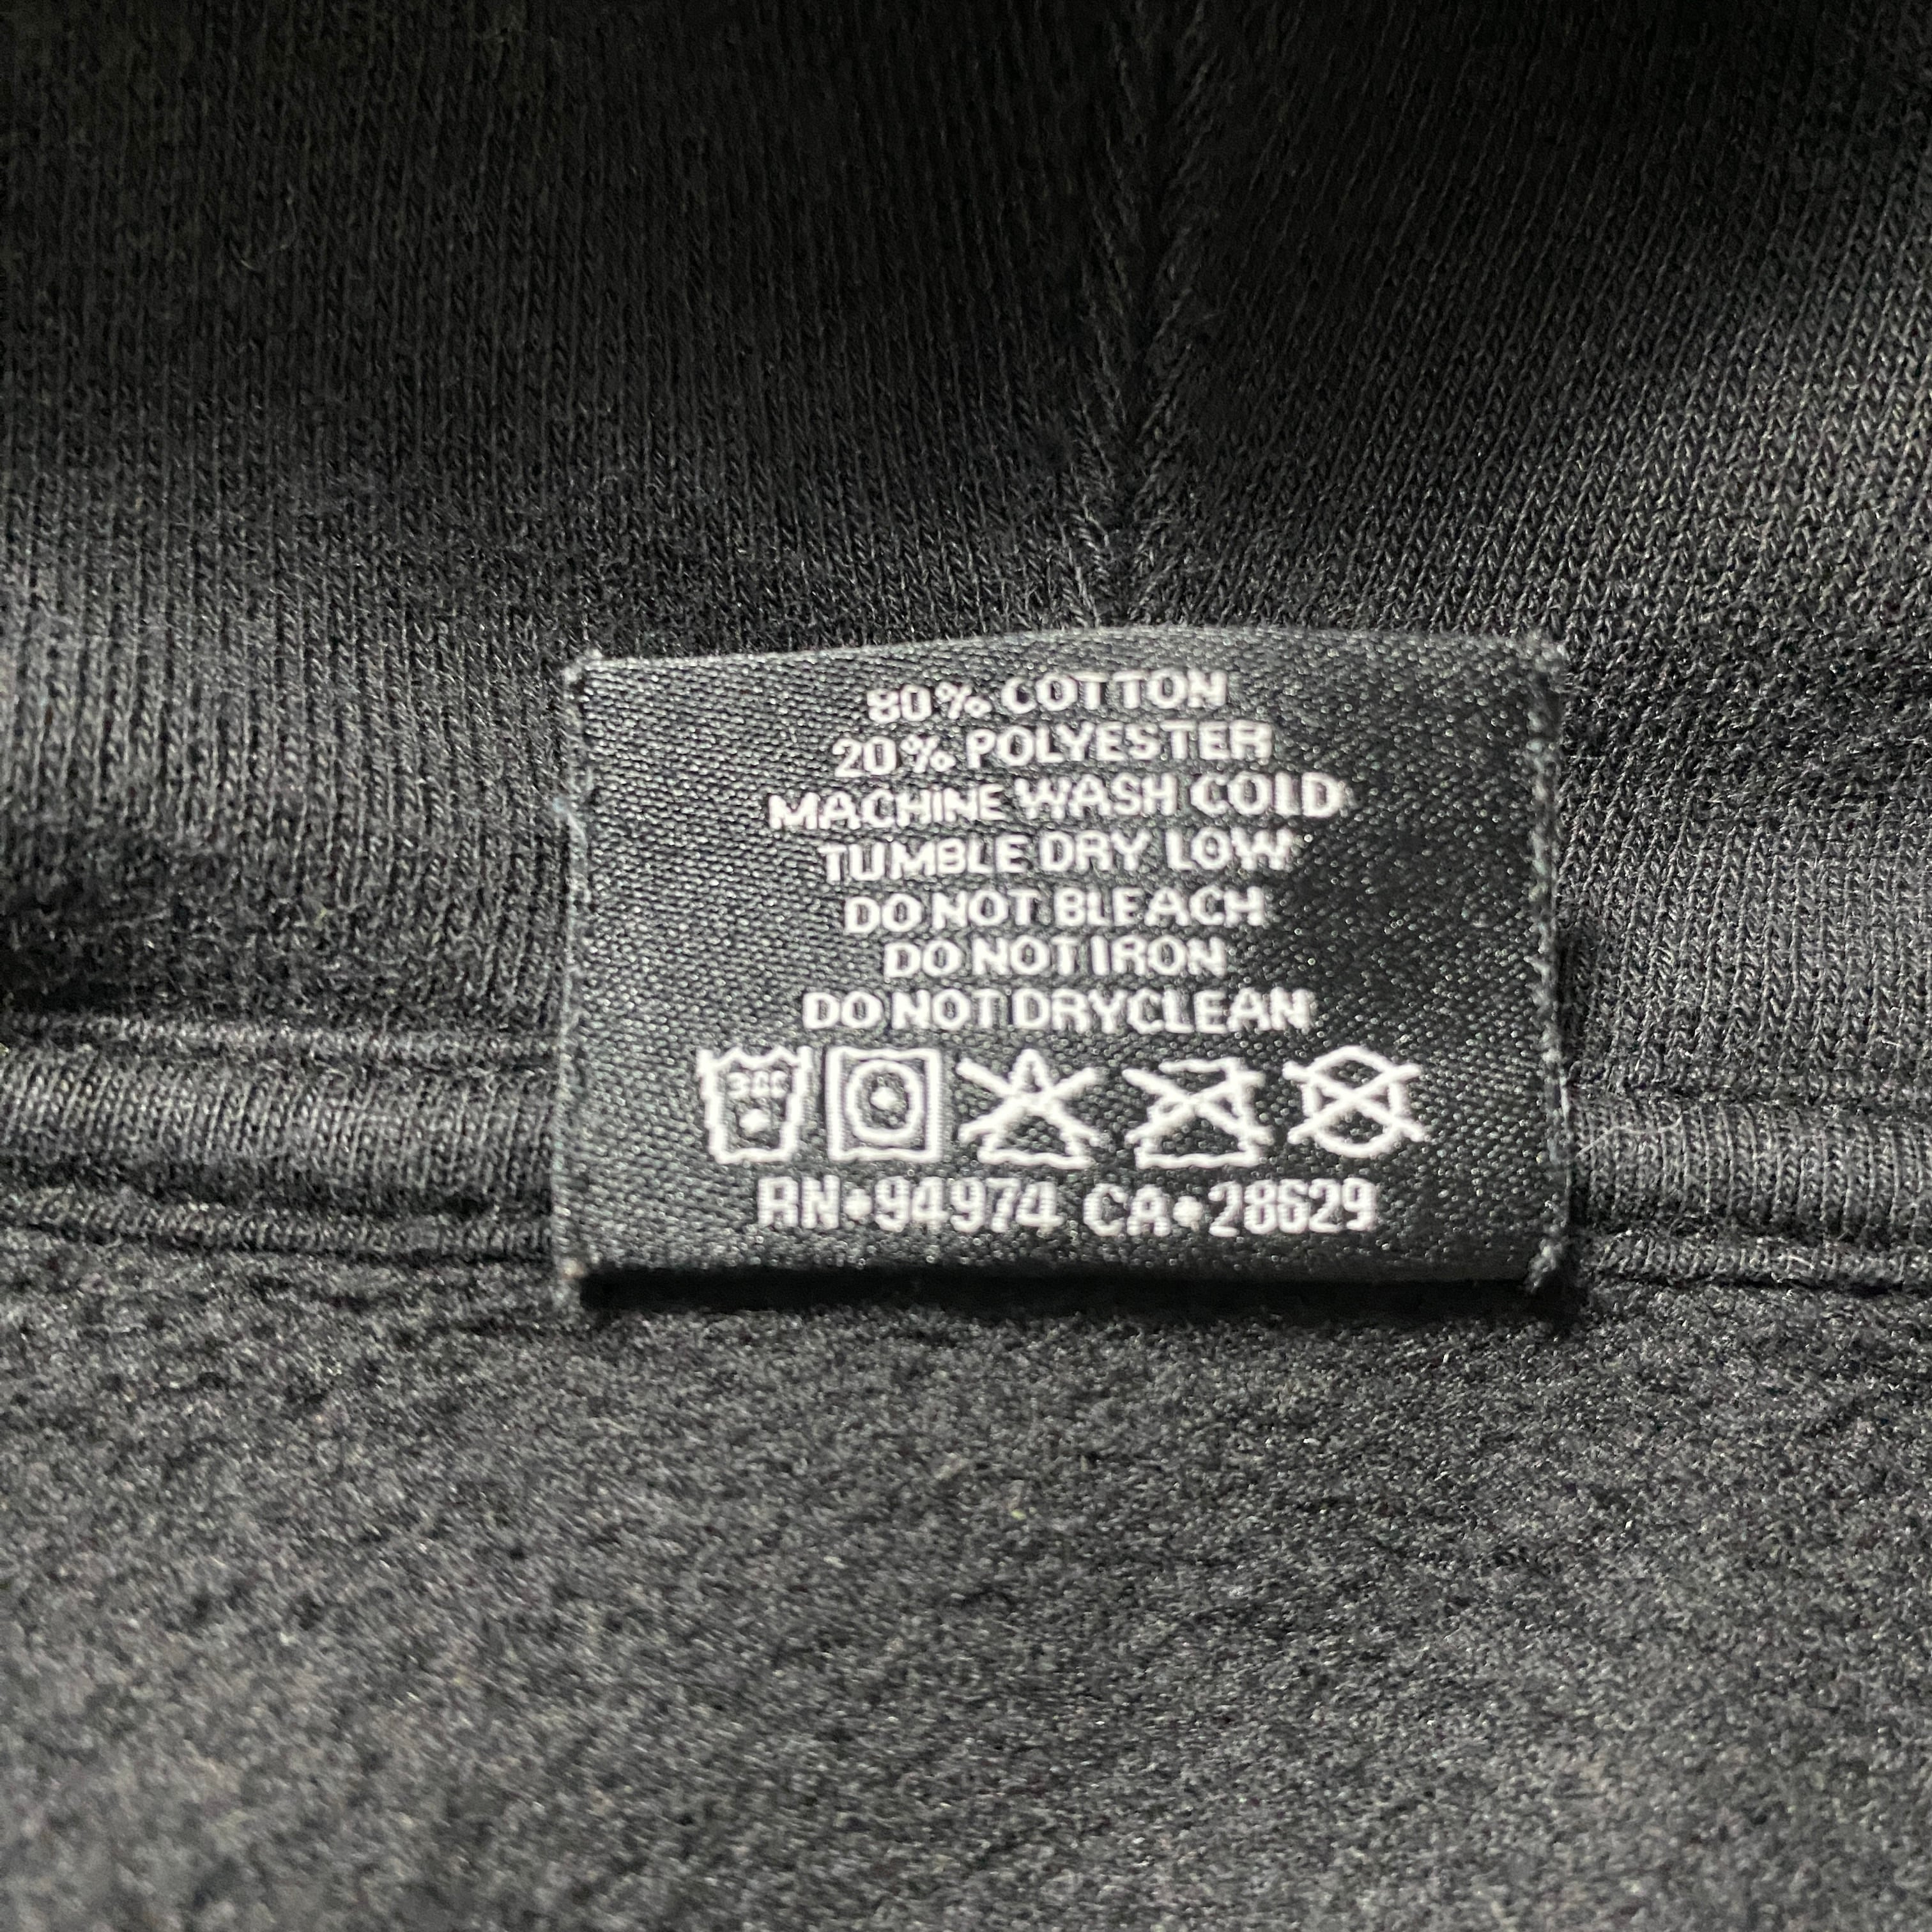 80% COTTON
20% POLYESTER
MACHINE WASH COLD
TUMBLE DRY LOW
DO NOT BLEACH
DO NOT IRON
DO NOT DRYCLEAN
30C
RN•94974 CA•28629